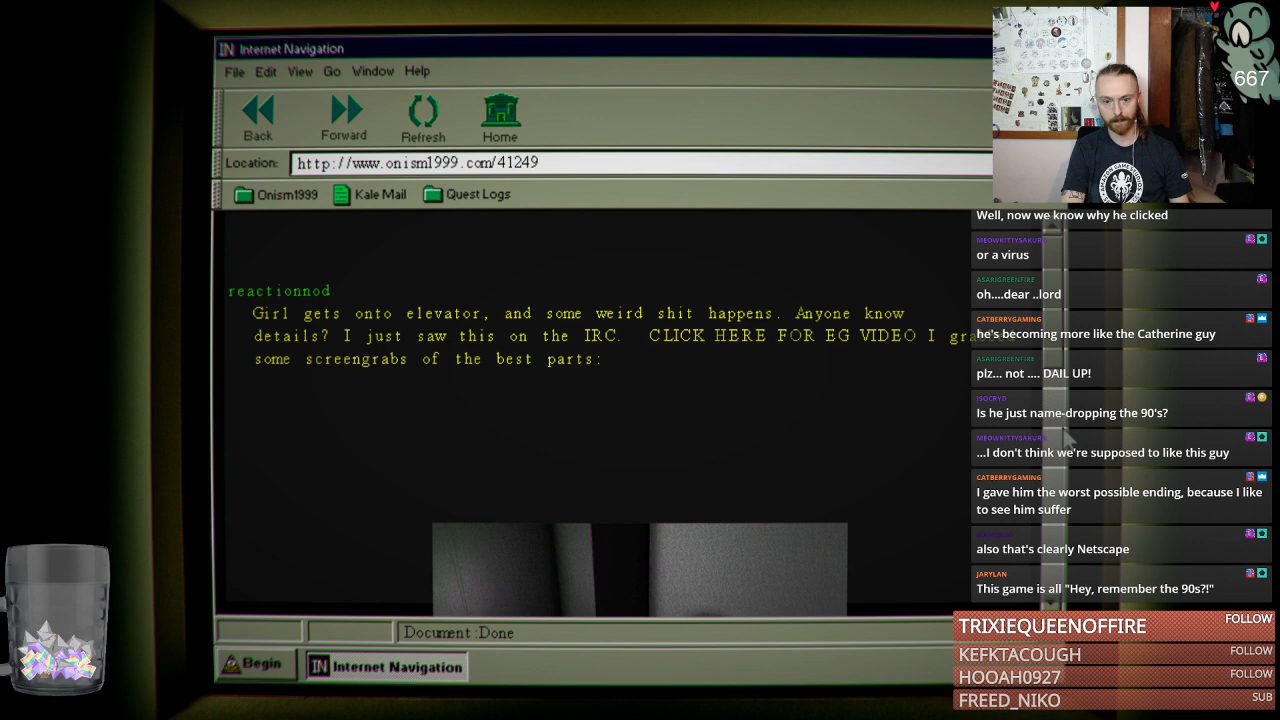 IN Internet Navigation
File Edit View Go Window Help
Back Forward Refresh Home
Location: http://www.onism1999.com/41249
Onism1999 Kale Mail Quest Logs
reactionnod
Girl gets onto elevator, and some weird shit happens. Anyone know
details? I just saw this on the IRC. CLICK HERE FOR EG VIDEO I
some screengrabs of the best parts:
Document :Done
Begin IN Internet Navigation
667
Well, now we know why he clicked
MEOWKITTYSAKURA
or a virus
ASARIGREENFIRE
oh....dear ..lord
CATBERRYGAMING
he's becoming more like the Catherine guy
ASARIGREENFIRE
plz... not .... DAIL UP!
ISOCRYD
Is he just name-dropping the 90's?
MEOWKITTYSAKURA
...I don't think we're supposed to like this guy
CATBERRYGAMING
I gave him the worst possible ending, because I like
to see him suffer
also that's clearly Netscape
JARYLAN
This game is all "Hey, remember the 90s?!"
TRIXIEQUEENOFFIRE FOLLOW
KEFKTACOUGH FOLLOW
HOOAH0927 FOLLOW
FREED_NIKO SUB